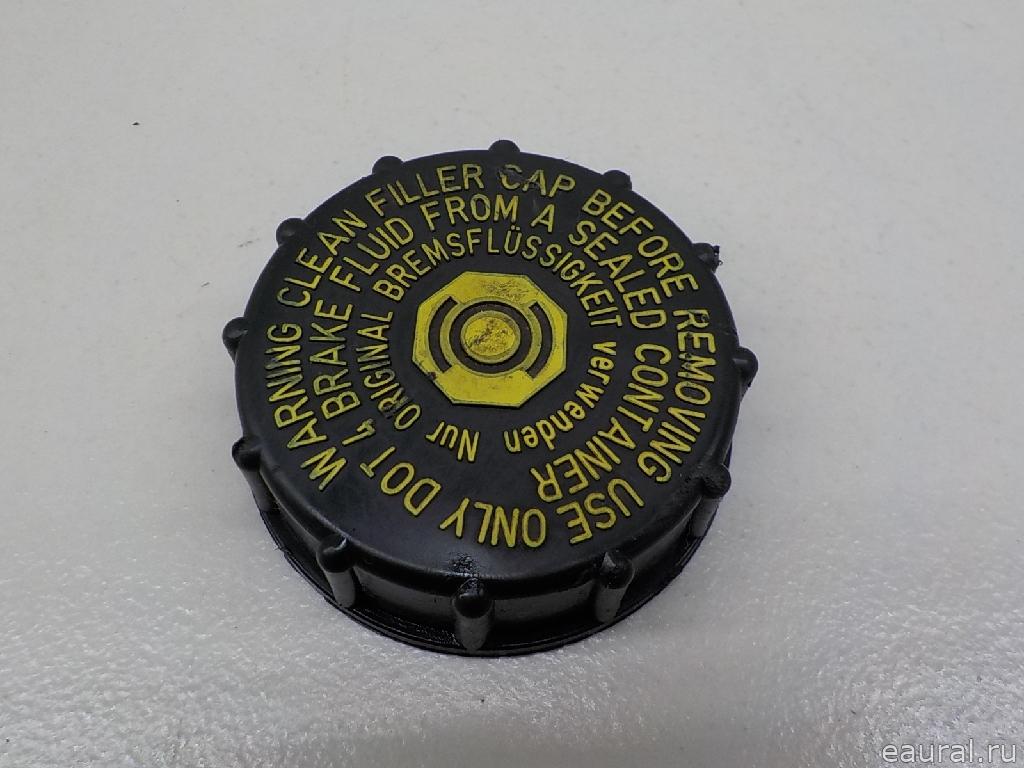 WARNING CLEAN FILLER CAP BEFORE REMOVING USE ONLY DOT
4 BRAKE FLUID FROM A SEALED CONTAINER
Nur ORIGINAL BREMSFLÜSSIGKEIT verwenden
eaural.ru